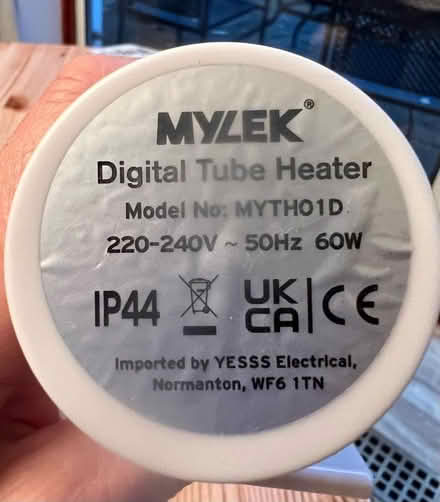 MYLEK®
Digital Tube Heater
Model No: MYTH01D
220-240V ~ 50Hz 60W
IP44 UK CA CE
Imported by YESSS Electrical,
Normanton, WF6 1TN